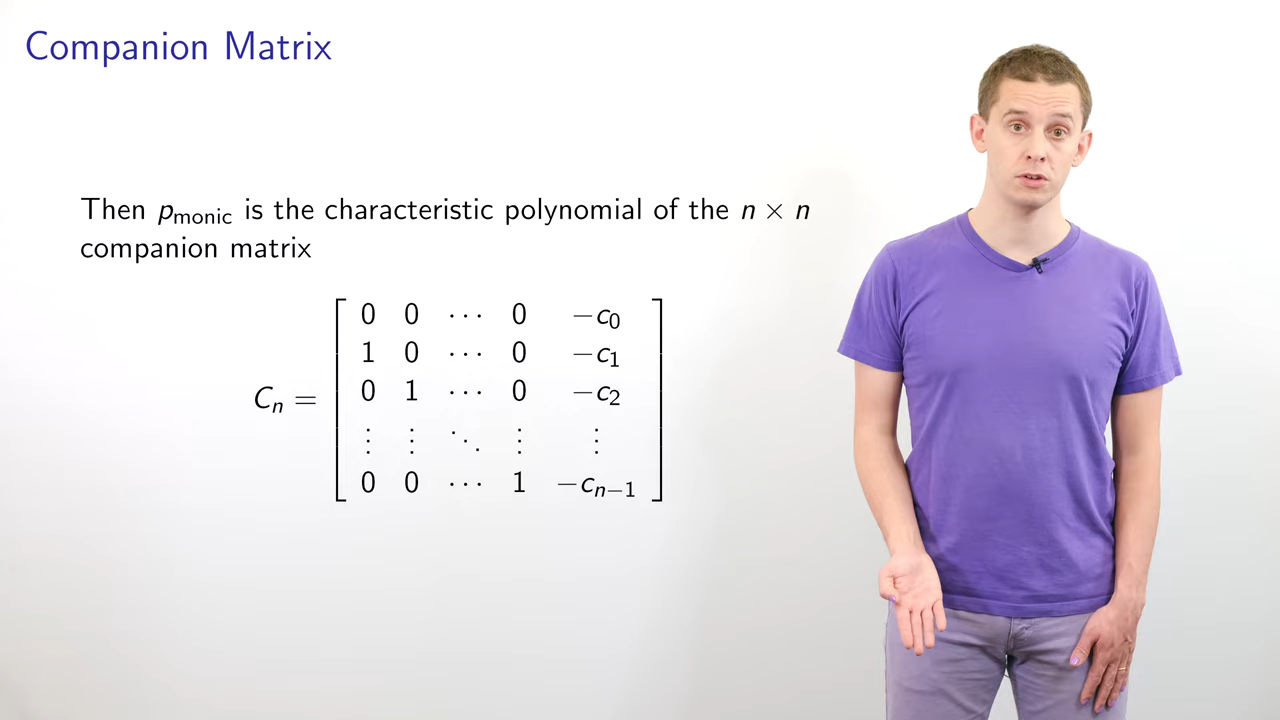 Companion Matrix
Then p_monic is the characteristic polynomial of the n × n
companion matrix
C_n =
0 0 ⋯ 0 −c_0
1 0 ⋯ 0 −c_1
0 1 ⋯ 0 −c_2
⋮ ⋮ ⋱ ⋮ ⋮
0 0 ⋯ 1 −c_{n−1}